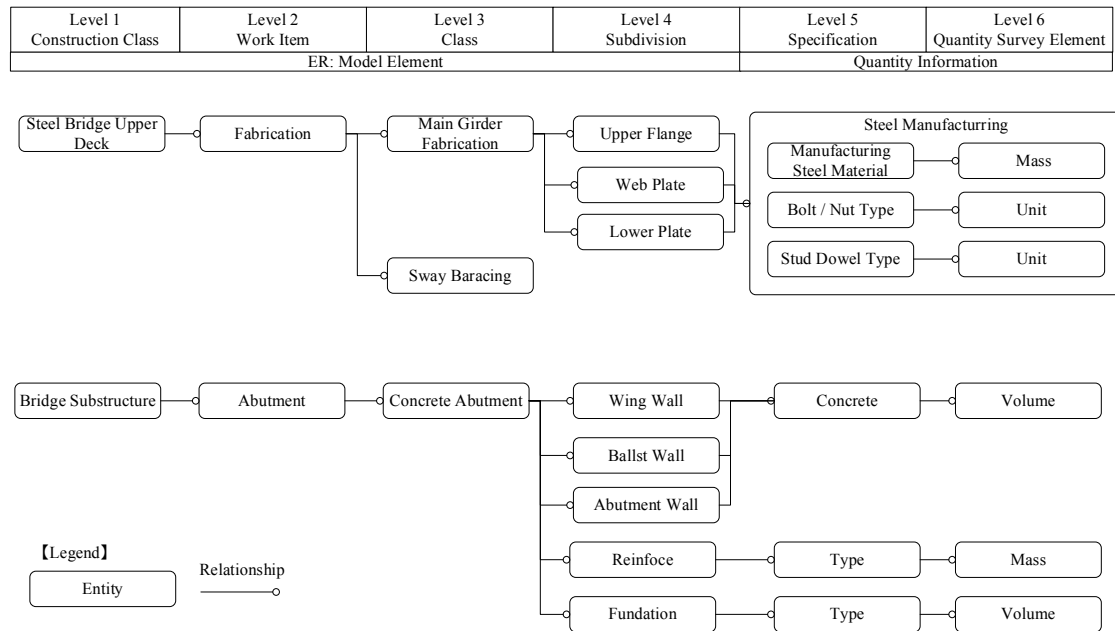 Level 1
Construction Class
Level 2
Work Item
Level 3
Class
Level 4
Subdivision
Level 5
Specification
Level 6
Quantity Survey Element
ER: Model Element
Quantity Information
Steel Bridge Upper
Deck
Fabrication
Main Girder
Fabrication
Upper Flange
Web Plate
Lower Plate
Sway Baracing
Steel Manufacturring
Manufacturing
Steel Material
Mass
Bolt / Nut Type
Unit
Stud Dowel Type
Unit
Bridge Substructure
Abutment
Concrete Abutment
Wing Wall
Concrete
Volume
Ballst Wall
Abutment Wall
Reinfoce
Type
Mass
Fundation
Type
Volume
【Legend】
Entity
Relationship